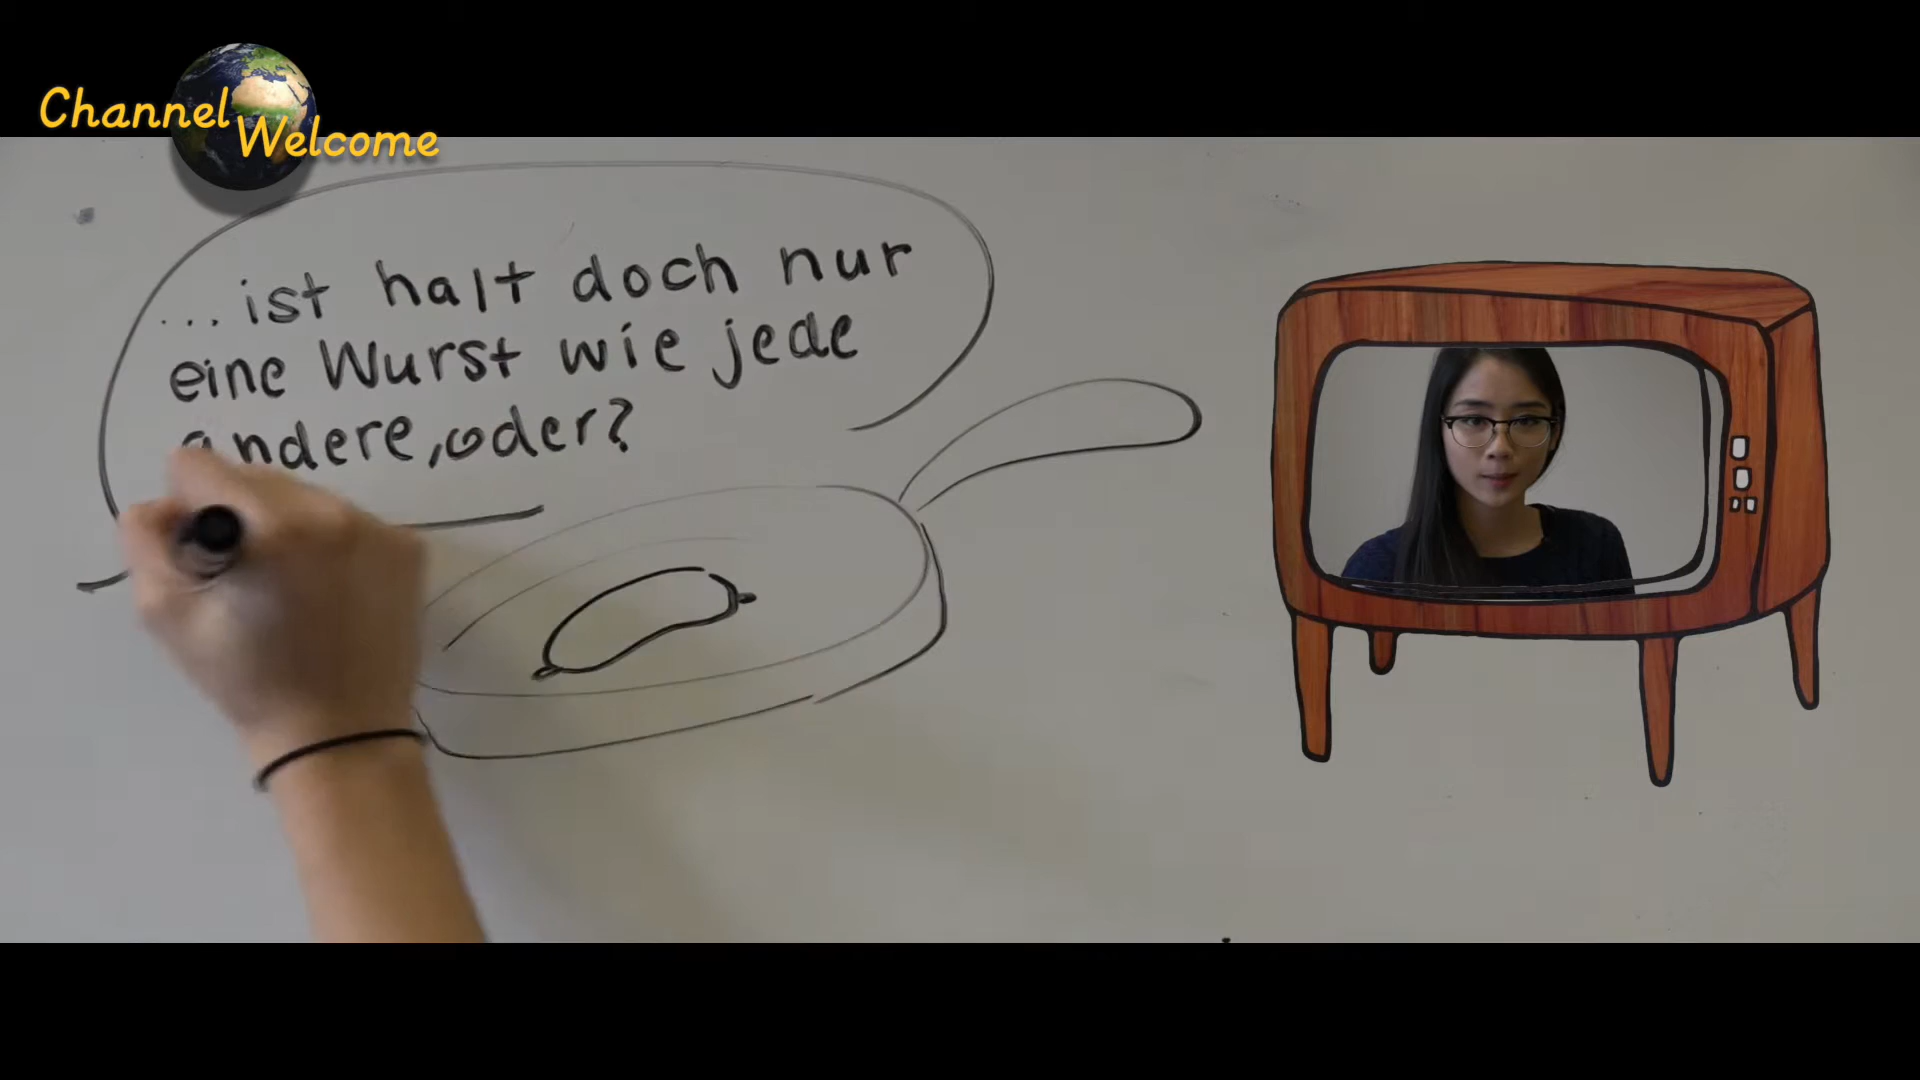 Channel
Welcome
...ist halt doch nur
eine Wurst wie jede
andere, oder?